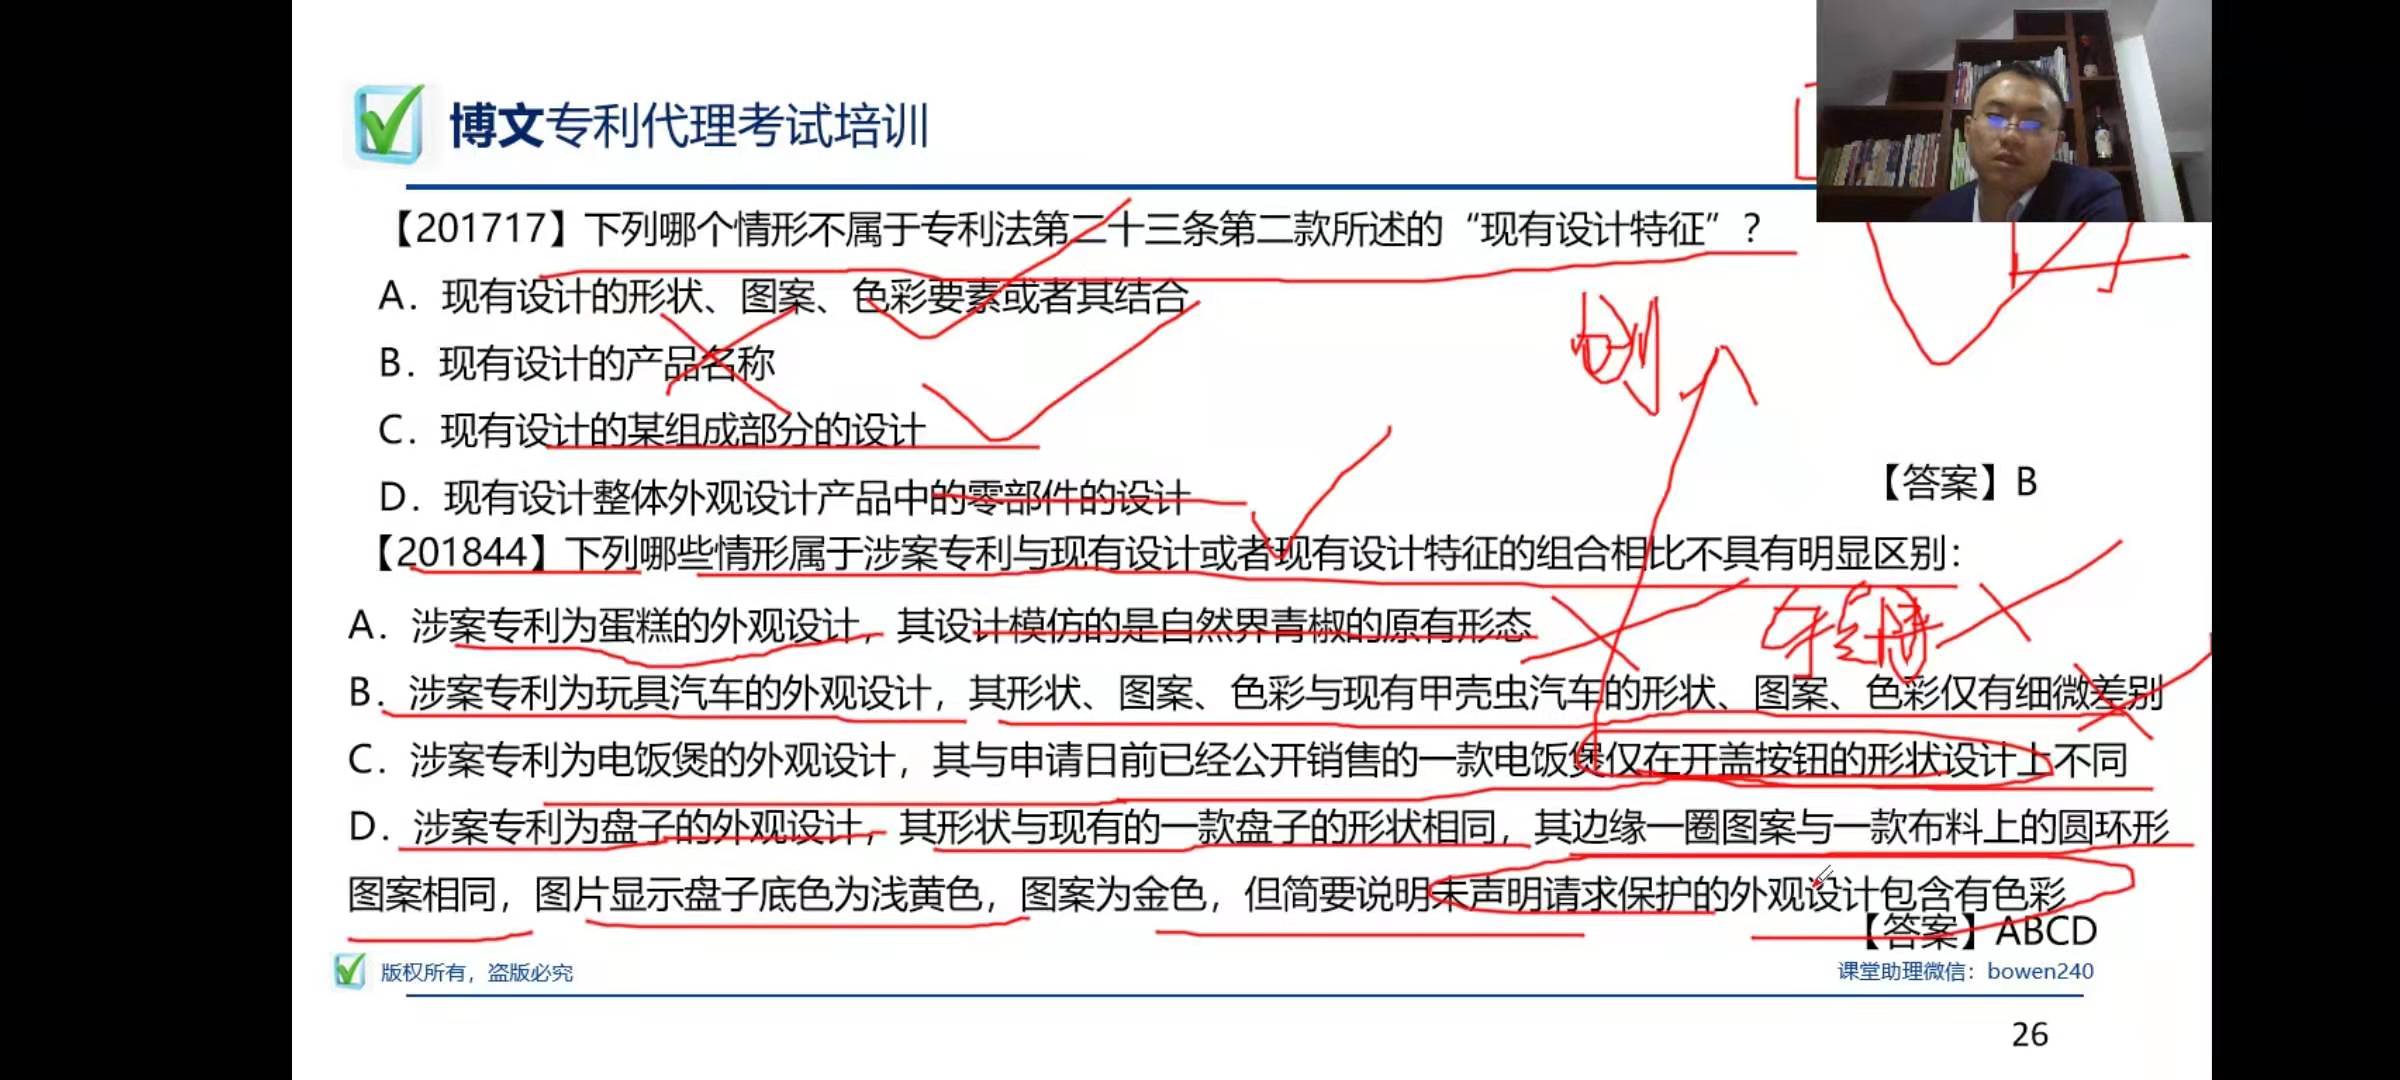 博文专利代理考试培训
【201717】下列哪个情形不属于专利法第二十三条第二款所述的“现有设计特征”？
A．现有设计的形状、图案、色彩要素或者其结合
B．现有设计的产品名称
C．现有设计的某组成部分的设计
D．现有设计整体外观设计产品中的零部件的设计
【答案】B
【201844】下列哪些情形属于涉案专利与现有设计或者现有设计特征的组合相比不具有明显区别：
A．涉案专利为蛋糕的外观设计，其设计模仿的是自然界青椒的原有形态
B．涉案专利为玩具汽车的外观设计，其形状、图案、色彩与现有甲壳虫汽车的形状、图案、色彩仅有细微差别
C．涉案专利为电饭煲的外观设计，其与申请日前已经公开销售的一款电饭煲仅在开盖按钮的形状设计上不同
D．涉案专利为盘子的外观设计，其形状与现有的一款盘子的形状相同，其边缘一圈图案与一款布料上的圆环形
图案相同，图片显示盘子底色为浅黄色，图案为金色，但简要说明未声明请求保护的外观设计包含有色彩
【答案】ABCD
版权所有，盗版必究
课堂助理微信：bowen240
26